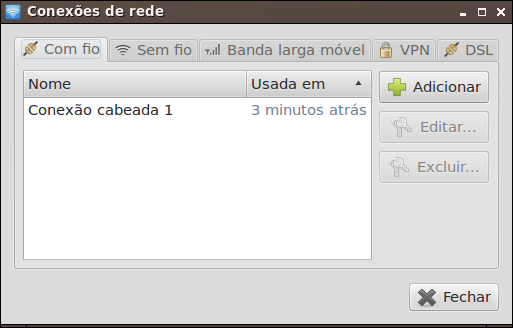 Conexões de rede
Com fio Sem fio Banda larga móvel VPN DSL
Nome Usada em
Conexão cabeada 1 3 minutos atrás
Adicionar
Editar...
Excluir...
Fechar